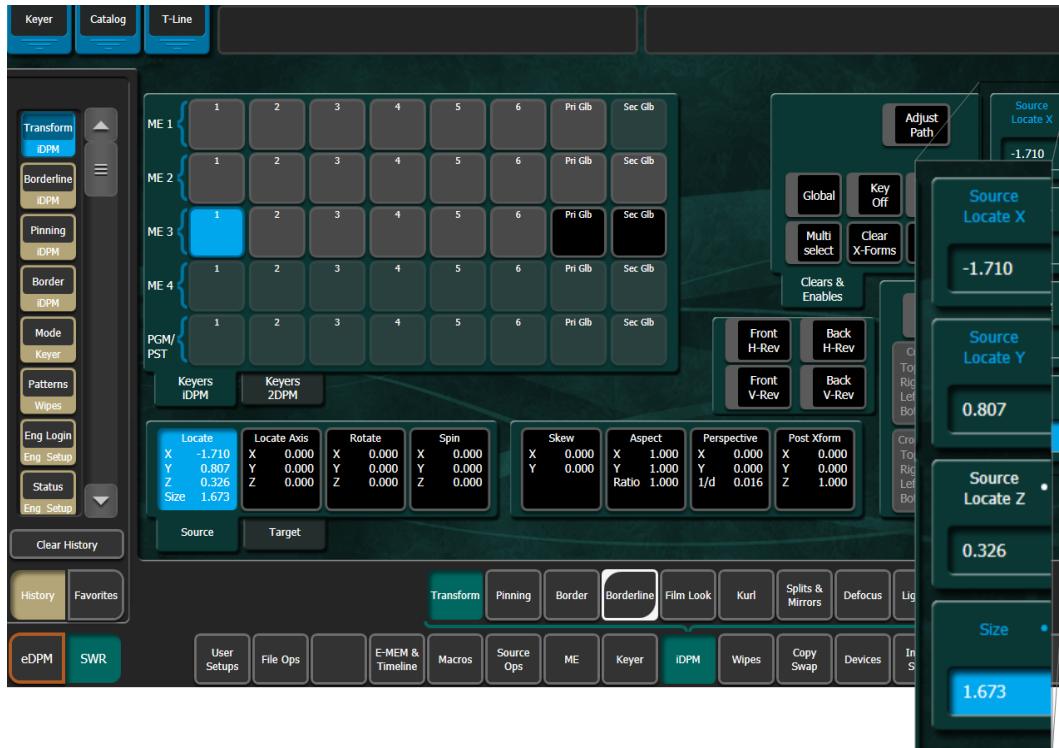 Keyer
Catalog
T-Line
Transform
iDPM
Borderline
iDPM
Pinning
iDPM
Border
iDPM
Mode
Keyer
Patterns
Wipes
Eng Login
Eng Setup
Status
Eng Setup
Clear History
History
Favorites
eDPM
SWR
ME 1
1 2 3 4 5 6 Pri Glb Sec Glb
ME 2
1 2 3 4 5 6 Pri Glb Sec Glb
ME 3
1 2 3 4 5 6 Pri Glb Sec Glb
ME 4
1 2 3 4 5 6 Pri Glb Sec Glb
PGM/
PST
1 2 3 4 5 6 Pri Glb Sec Glb
Keyers
iDPM
Keyers
2DPM
Adjust
Path
Global
Key
Off
Multi
select
Clear
X-Forms
Clears &
Enables
Front
H-Rev
Back
H-Rev
Front
V-Rev
Back
V-Rev
Locate
X -1.710
Y 0.807
Z 0.326
Size 1.673
Locate Axis
X 0.000
Y 0.000
Z 0.000
Rotate
X 0.000
Y 0.000
Z 0.000
Spin
X 0.000
Y 0.000
Z 0.000
Skew
X 0.000
Y 0.000
Aspect
X 1.000
Y 1.000
Ratio 1.000
Perspective
X 0.000
Y 0.000
1/d 0.016
Post Xform
X 0.000
Y 0.000
Z 1.000
Source
Target
Source
Locate X
-1.710
Source
Locate X
-1.710
Source
Locate Y
0.807
Source
Locate Z
0.326
Size
1.673
Transform
Pinning
Border
Borderline
Film Look
Kurl
Splits &
Mirrors
Defocus
User
Setups
File Ops
E-MEM &
Timeline
Macros
Source
Ops
ME
Keyer
iDPM
Wipes
Copy
Swap
Devices